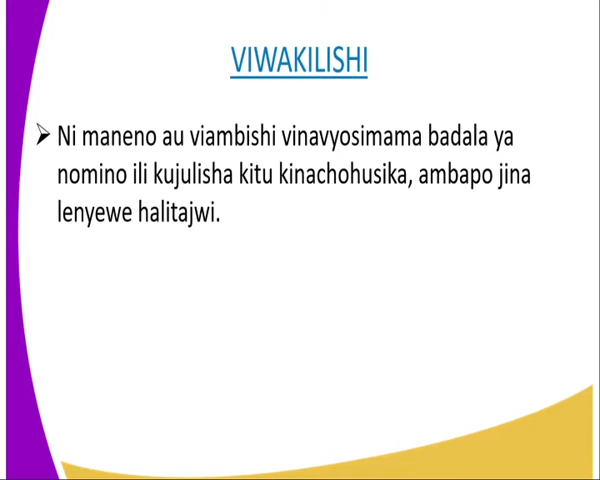 VIWAKILISHI
Ni maneno au viambishi vinavyosimama badala ya
nomino ili kujulisha kitu kinachohusika, ambapo jina
lenyewe halitajwi.